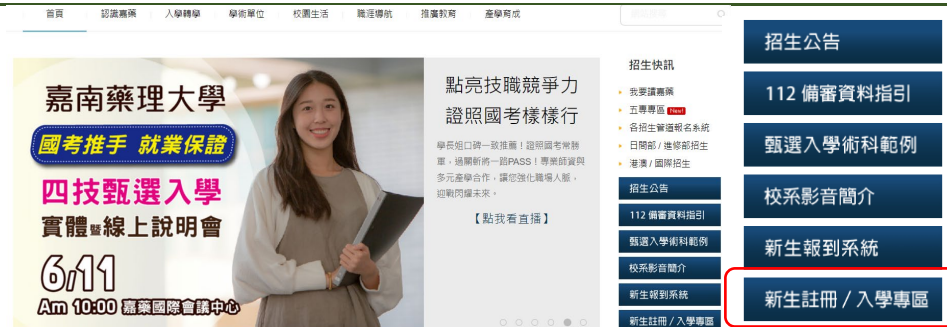 首頁 認識嘉藥 入學轉學 學術單位 校園生活 職涯導航 推廣教育 產學育成
嘉南藥理大學
國考推手 就業保證
四技甄選入學
實體暨線上說明會
6/11
Am 10:00 嘉藥國際會議中心
點亮技職競爭力
證照國考樣樣行
學長姐口碑一致推薦！證照國考常勝
軍，過關斬將一路PASS！專業師資與
多元產學合作，讓您強化職場人脈，
迎戰閃耀未來。
【點我看直播】
招生快訊
我要讀嘉藥
五專專區 New!
各招生管道報名系統
日間部 / 進修部招生
港澳 / 國際招生
招生公告
112 備審資料指引
甄選入學術科範例
校系影音簡介
新生報到系統
新生註冊 / 入學專區
招生公告
112 備審資料指引
甄選入學術科範例
校系影音簡介
新生報到系統
新生註冊 / 入學專區